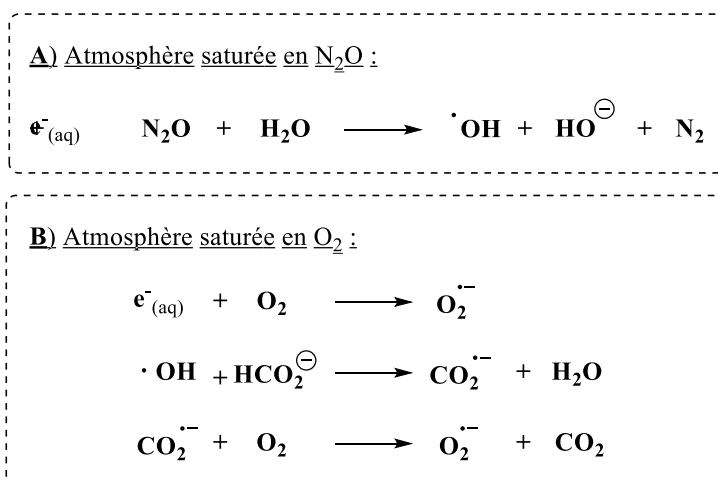 A) Atmosphère saturée en N₂O :
e⁻(aq) N₂O + H₂O ⟶ ˙OH + HO⊖ + N₂
B) Atmosphère saturée en O₂ :
e⁻(aq) + O₂ ⟶ O₂˙⁻
· OH + HCO₂⊖ ⟶ CO₂˙⁻ + H₂O
CO₂˙⁻ + O₂ ⟶ O₂˙⁻ + CO₂